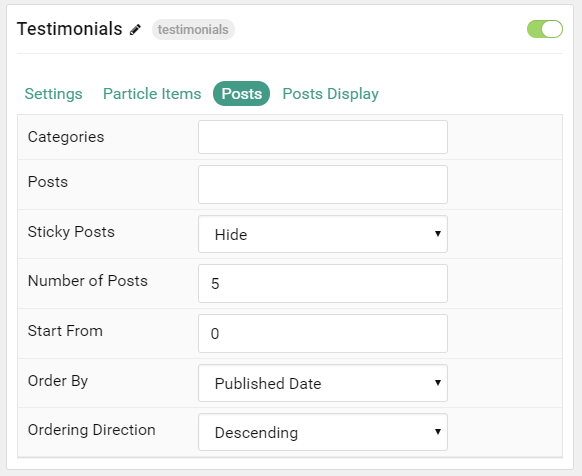 Testimonials testimonials
Settings Particle Items Posts Posts Display
Categories
Posts
Sticky Posts Hide
Number of Posts 5
Start From 0
Order By Published Date
Ordering Direction Descending